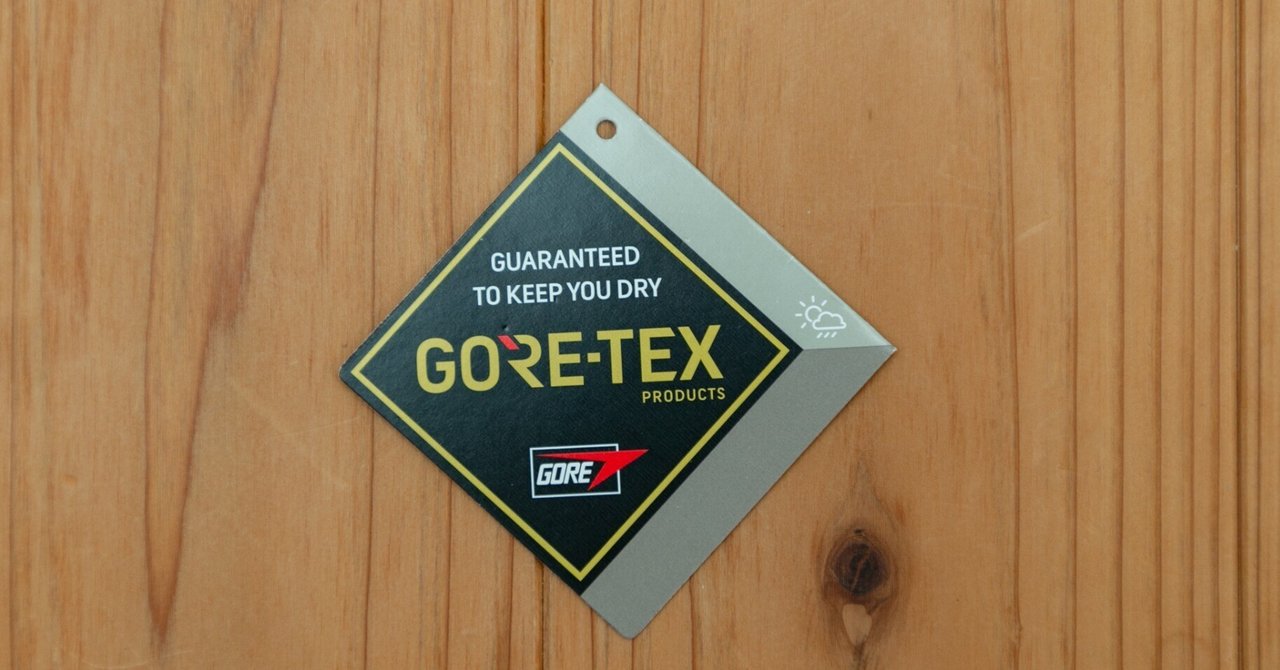 GUARANTEED
TO KEEP YOU DRY
GORE-TEX
PRODUCTS
GORE